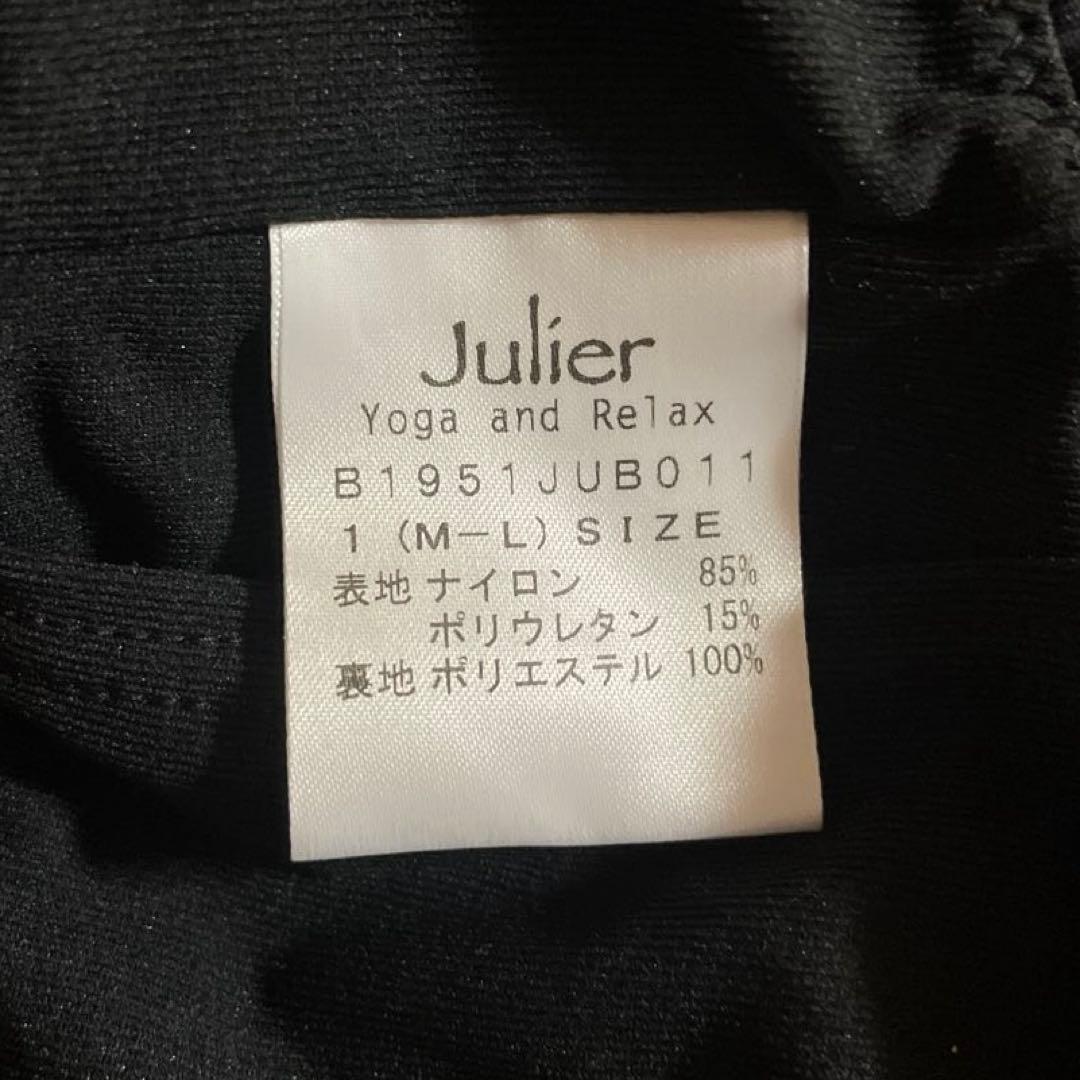 Julier
Yoga and Relax
B1951JUB011
1 (M-L) SIZE
表地 ナイロン 85%
ポリウレタン 15%
裏地 ポリエステル 100%